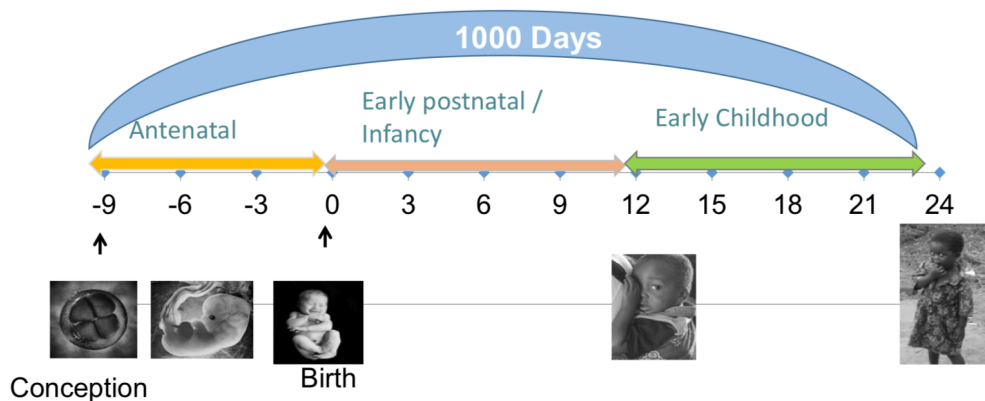 1000 Days
Antenatal
Early postnatal /
Infancy
Early Childhood
-9 -6 -3 0 3 6 9 12 15 18 21 24
Conception
Birth